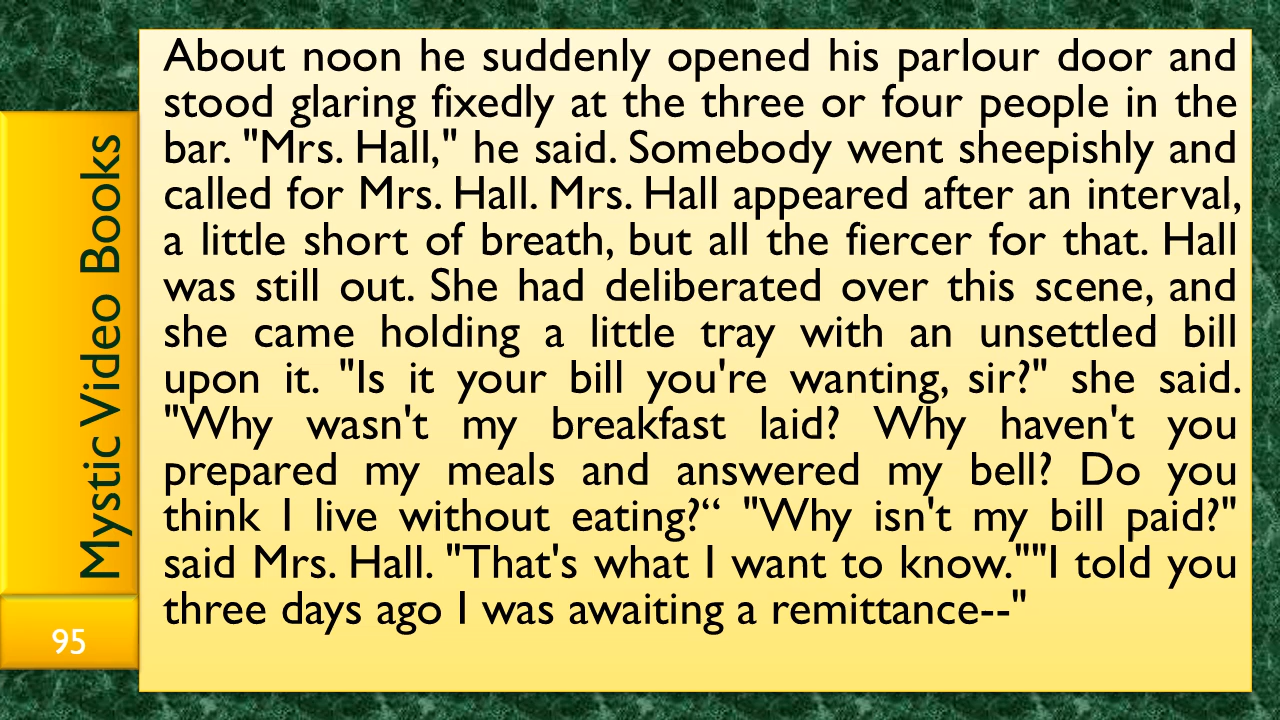 About noon he suddenly opened his parlour door and
stood glaring fixedly at the three or four people in the
bar. "Mrs. Hall," he said. Somebody went sheepishly and
called for Mrs. Hall. Mrs. Hall appeared after an interval,
a little short of breath, but all the fiercer for that. Hall
was still out. She had deliberated over this scene, and
she came holding a little tray with an unsettled bill
upon it. "Is it your bill you're wanting, sir?" she said.
"Why wasn't my breakfast laid? Why haven't you
prepared my meals and answered my bell? Do you
think I live without eating?“ "Why isn't my bill paid?"
said Mrs. Hall. "That's what I want to know.""I told you
three days ago I was awaiting a remittance--"
Mystic Video Books
95